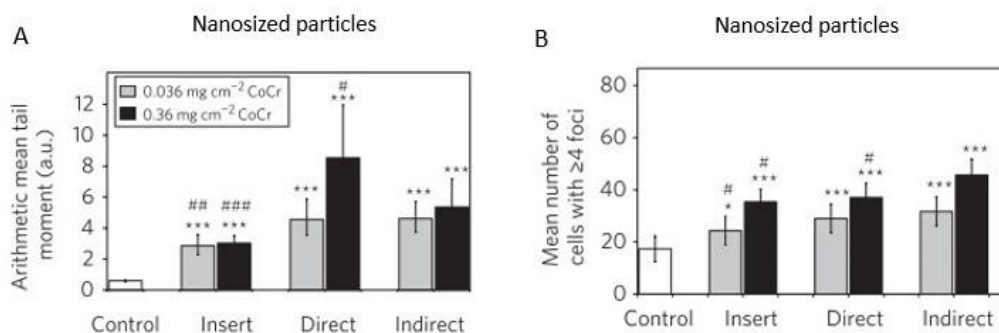 A
Nanosized particles
Arithmetic mean tail
moment (a.u.)
12
10
8
6
4
2
0
0.036 mg cm⁻² CoCr
0.36 mg cm⁻² CoCr
##
***
###
***
***
#
***
***
***
Control Insert Direct Indirect
B
Nanosized particles
Mean number of
cells with ≥4 foci
80
60
40
20
0
#
*
#
***
***
#
***
***
***
Control Insert Direct Indirect